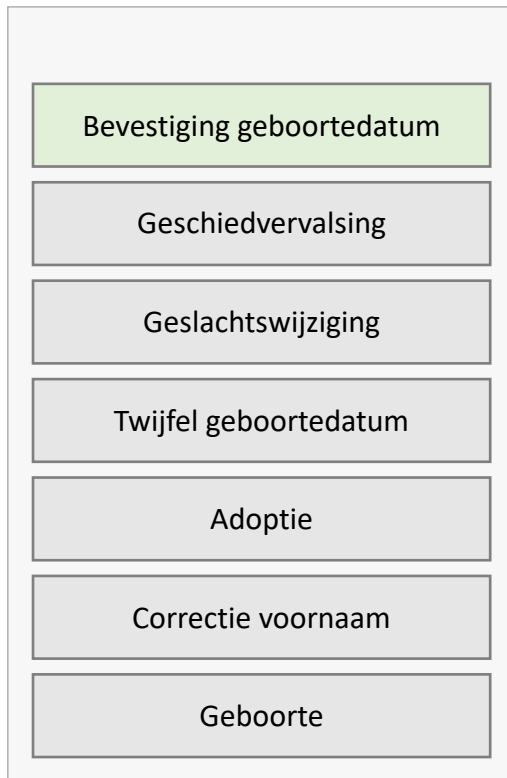 Bevestiging geboortedatum
Geschiedvervalsing
Geslachtswijziging
Twijfel geboortedatum
Adoptie
Correctie voornaam
Geboorte